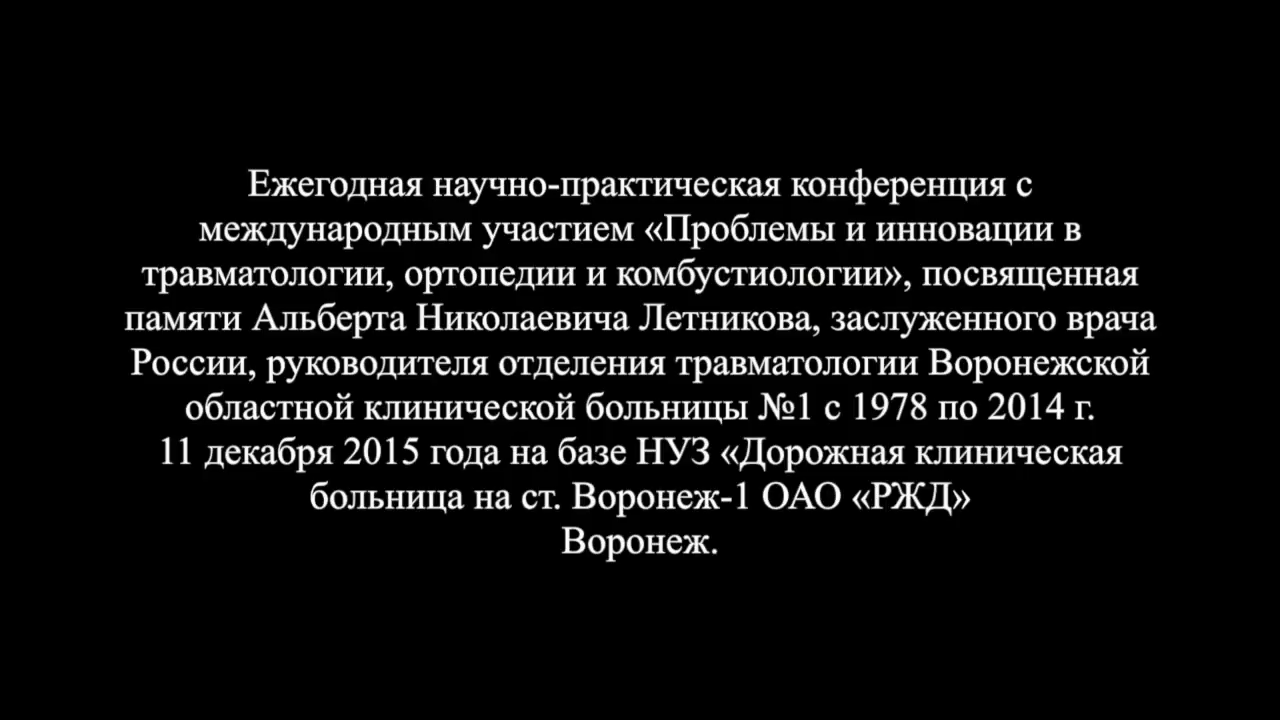 Ежегодная научно-практическая конференция с
международным участием «Проблемы и инновации в
травматологии, ортопедии и комбустиологии», посвященная
памяти Альберта Николаевича Летникова, заслуженного врача
России, руководителя отделения травматологии Воронежской
областной клинической больницы №1 с 1978 по 2014 г.
11 декабря 2015 года на базе НУЗ «Дорожная клиническая
больница на ст. Воронеж-1 ОАО «РЖД»
Воронеж.